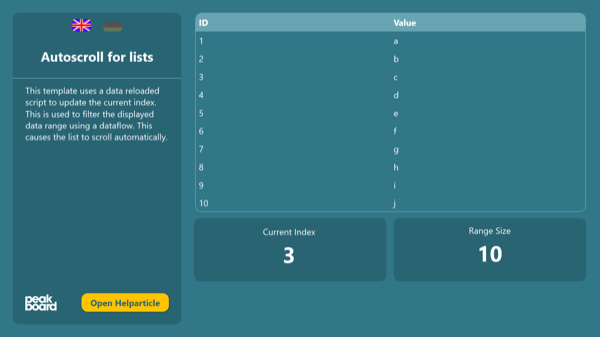 Autoscroll for lists
This template uses a data reloaded
script to update the current index.
This is used to filter the displayed
data range using a dataflow. This
causes the list to scroll automatically.
peak
board
Open Helparticle
ID Value
1 a
2 b
3 c
4 d
5 e
6 f
7 g
8 h
9 i
10 j
Current Index
3
Range Size
10